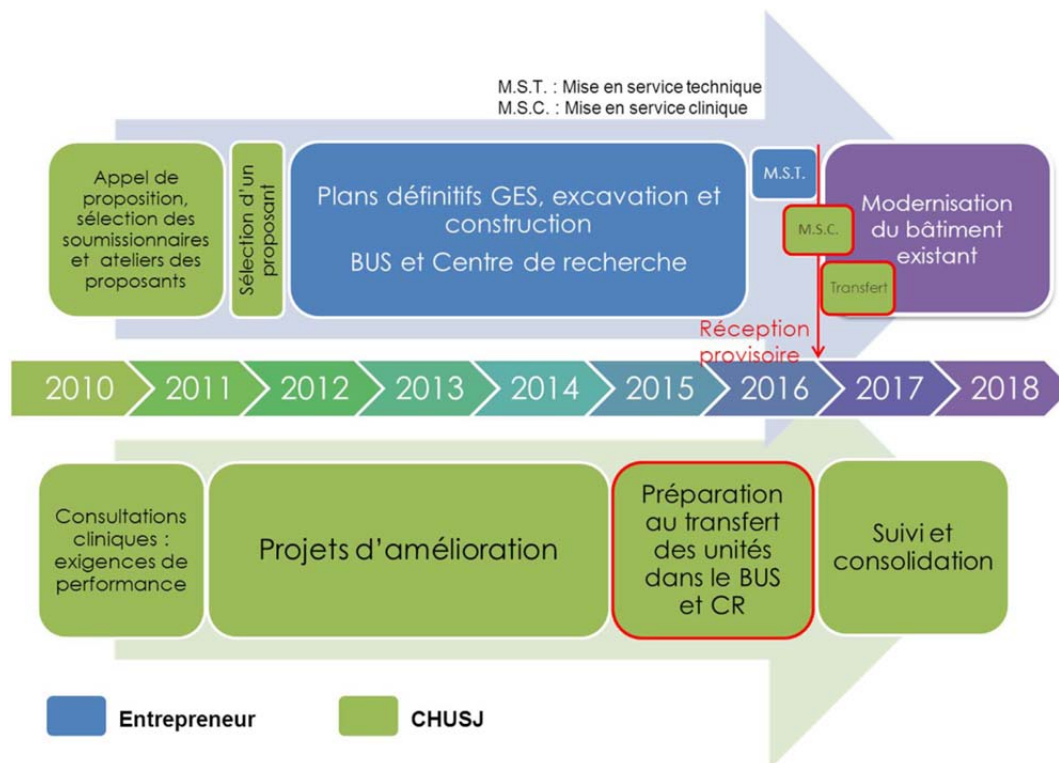 M.S.T. : Mise en service technique
M.S.C. : Mise en service clinique
Appel de
proposition,
sélection des
soumissionnaires
et ateliers des
proposants
Sélection d'un
proposant
Plans définitifs GES, excavation et
construction
BUS et Centre de recherche
M.S.T.
M.S.C.
Transfert
Modernisation
du bâtiment
existant
Réception
provisoire
2010
2011
2012
2013
2014
2015
2016
2017
2018
Consultations
cliniques :
exigences de
performance
Projets d'amélioration
Préparation
au transfert
des unités
dans le BUS
et CR
Suivi et
consolidation
Entrepreneur
CHUSJ